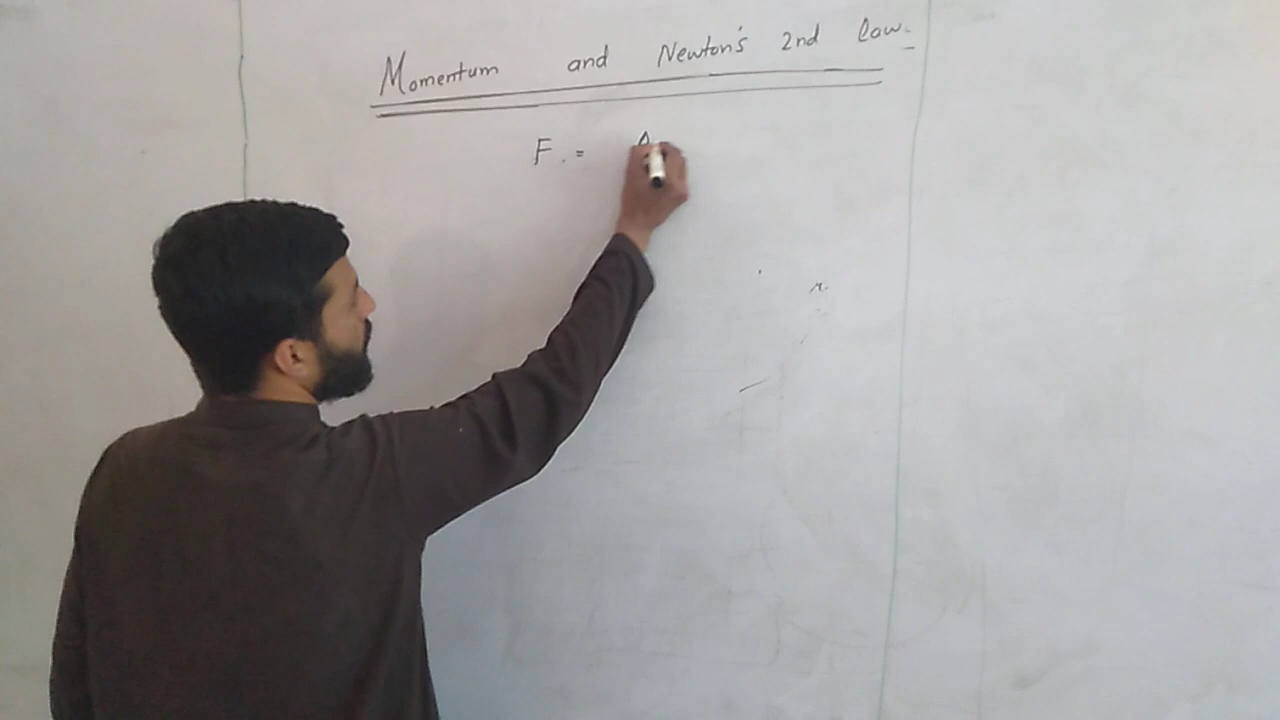 Momentum and Newton's 2nd law.
F. =